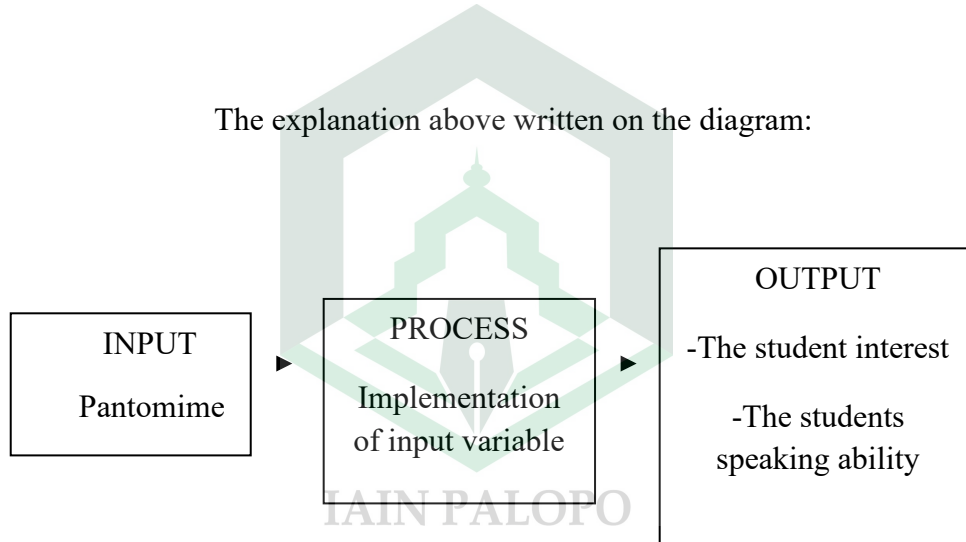 The explanation above written on the diagram:
INPUT
Pantomime
PROCESS
Implementation
of input variable
OUTPUT
-The student interest
-The students
speaking ability
IAIN PALOPO